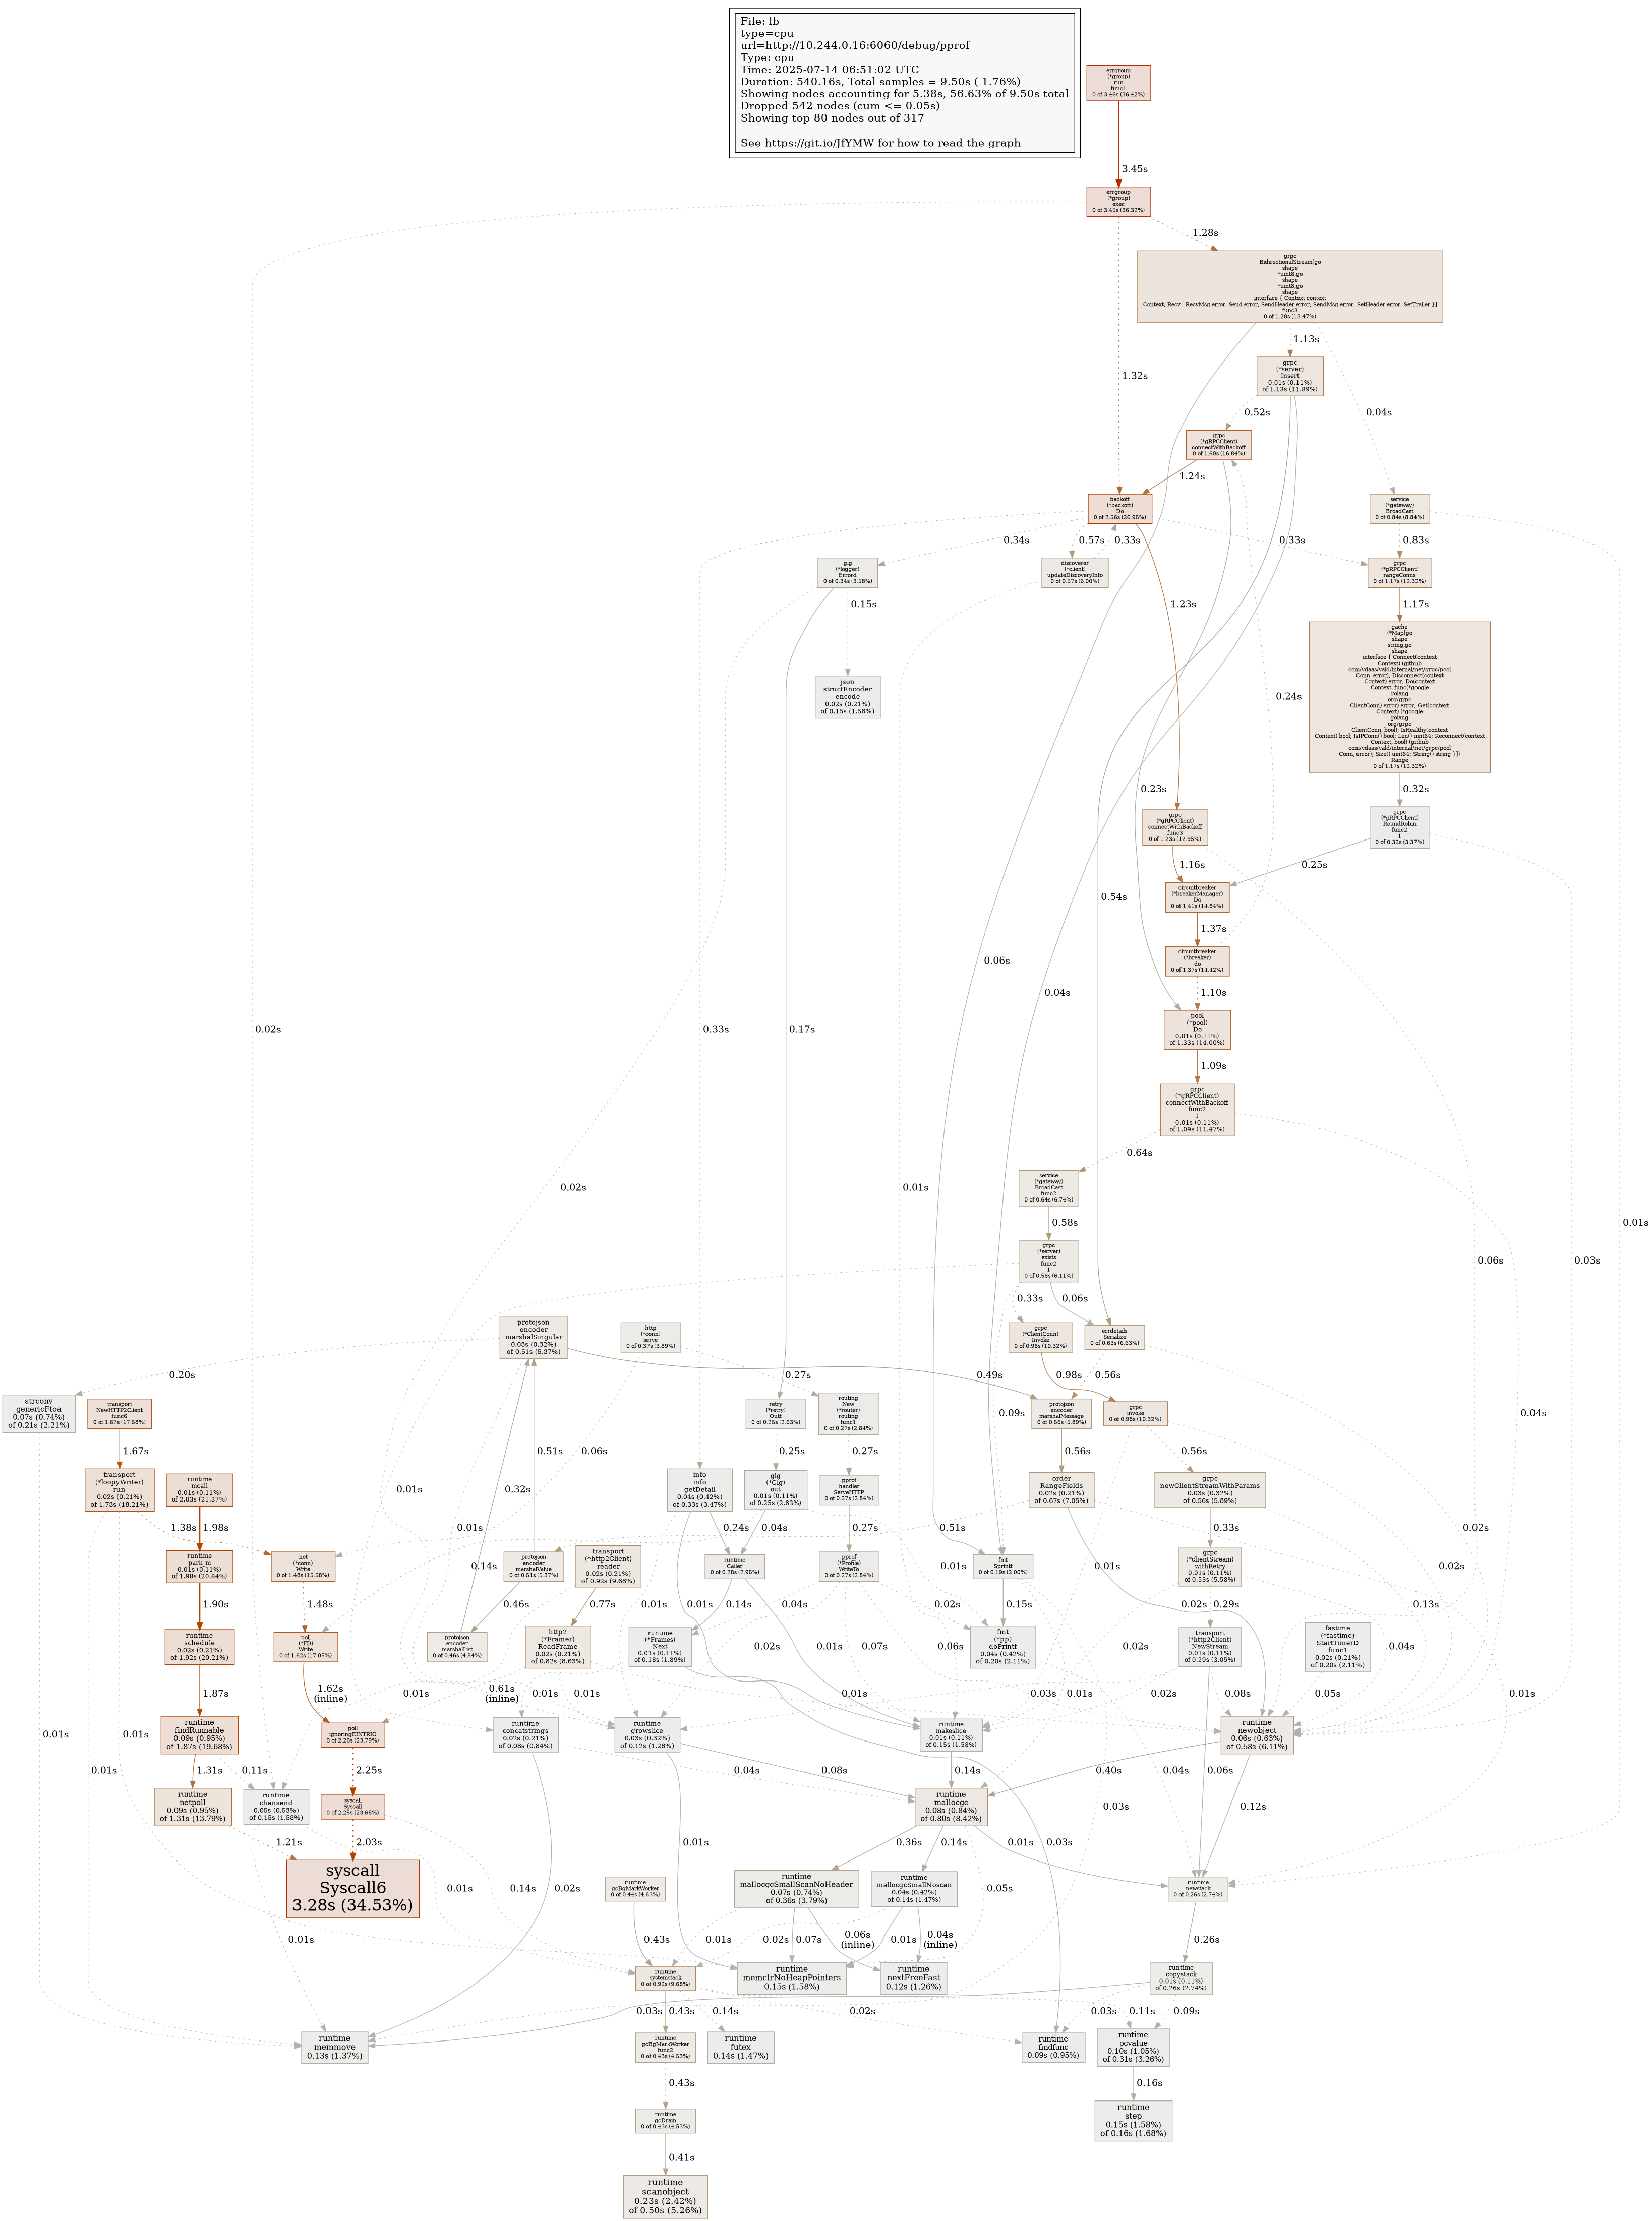 File: lb
type=cpu
url=http://10.244.0.16:6060/debug/pprof
Type: cpu
Time: 2025-07-14 06:51:02 UTC
Duration: 540.16s, Total samples = 9.50s ( 1.76%)
Showing nodes accounting for 5.38s, 56.63% of 9.50s total
Dropped 542 nodes (cum <= 0.05s)
Showing top 80 nodes out of 317
See https://git.io/JfYMW for how to read the graph
errgroup
(*group)
run
func1
0 of 3.46s (36.42%)
3.45s
errgroup
(*group)
exec
0 of 3.45s (36.32%)
1.28s
grpc
BidirectionalStream[go
shape
*uint8,go
shape
*uint8,go
shape
interface { Context context
Context; Recv ; RecvMsg error; Send error; SendHeader error; SendMsg error; SetHeader error; SetTrailer }]
func3
0 of 1.28s (13.47%)
1.13s
grpc
(*server)
Insert
0.01s (0.11%)
of 1.13s (11.89%)
1.32s
0.52s
0.04s
grpc
(*gRPCClient)
connectWithBackoff
0 of 1.60s (16.84%)
1.24s
backoff
(*backoff)
Do
0 of 2.56s (26.95%)
service
(*gateway)
BroadCast
0 of 0.84s (8.84%)
0.34s
0.57s
0.33s
0.33s
0.83s
glg
(*logger)
Errord
0 of 0.34s (3.58%)
discoverer
(*client)
updateDiscoveryInfo
0 of 0.57s (6.00%)
grpc
(*gRPCClient)
rangeConns
0 of 1.17s (12.32%)
0.15s
1.23s
1.17s
json
structEncoder
encode
0.02s (0.21%)
of 0.15s (1.58%)
gache
(*Map[go
shape
string,go
shape
interface { Connect(context
Context) (github
com/vdaas/vald/internal/net/grpc/pool
Conn, error); Disconnect(context
Context) error; Do(context
Context, func(*google
golang
org/grpc
ClientConn) error) error; Get(context
Context) (*google
golang
org/grpc
ClientConn, bool); IsHealthy(context
Context) bool; IsIPConn() bool; Len() uint64; Reconnect(context
Context, bool) (github
com/vdaas/vald/internal/net/grpc/pool
Conn, error); Size() uint64; String() string }])
Range
0 of 1.17s (12.32%)
0.24s
0.32s
0.23s
grpc
(*gRPCClient)
connectWithBackoff
func3
0 of 1.23s (12.95%)
grpc
(*gRPCClient)
RoundRobin
func2
1
0 of 0.32s (3.37%)
1.16s
0.25s
circuitbreaker
(*breakerManager)
Do
0 of 1.41s (14.84%)
0.54s
1.37s
circuitbreaker
(*breaker)
do
0 of 1.37s (14.42%)
0.06s
0.04s
1.10s
pool
(*pool)
Do
0.01s (0.11%)
of 1.33s (14.00%)
0.02s
0.33s
0.17s
1.09s
grpc
(*gRPCClient)
connectWithBackoff
func2
1
0.01s (0.11%)
of 1.09s (11.47%)
0.64s
service
(*gateway)
BroadCast
func2
0 of 0.64s (6.74%)
0.02s
0.01s
0.58s
0.01s
grpc
(*server)
exists
func2
1
0 of 0.58s (6.11%)
0.06s
0.03s
0.33s
0.06s
protojson
encoder
marshalSingular
0.03s (0.32%)
of 0.51s (5.37%)
http
(*conn)
serve
0 of 0.37s (3.89%)
grpc
(*ClientConn)
Invoke
0 of 0.98s (10.32%)
errdetails
Serialize
0 of 0.63s (6.63%)
0.20s
0.27s
0.49s
0.98s
0.56s
strconv
genericFtoa
0.07s (0.74%)
of 0.21s (2.21%)
transport
NewHTTP2Client
func6
0 of 1.67s (17.58%)
retry
(*retry)
Outf
0 of 0.25s (2.63%)
routing
New
(*router)
routing
func1
0 of 0.27s (2.84%)
0.09s
protojson
encoder
marshalMessage
0 of 0.56s (5.89%)
grpc
invoke
0 of 0.98s (10.32%)
0.04s
1.67s
0.51s
0.06s
0.25s
0.27s
0.56s
0.56s
transport
(*loopyWriter)
run
0.02s (0.21%)
of 1.73s (18.21%)
runtime
mcall
0.01s (0.11%)
of 2.03s (21.37%)
0.01s
0.32s
info
info
getDetail
0.04s (0.42%)
of 0.33s (3.47%)
glg
(*Glg)
out
0.01s (0.11%)
of 0.25s (2.63%)
pprof
handler
ServeHTTP
0 of 0.27s (2.84%)
order
RangeFields
0.02s (0.21%)
of 0.67s (7.05%)
grpc
newClientStreamWithParams
0.03s (0.32%)
of 0.56s (5.89%)
1.38s
1.98s
0.01s
0.24s
0.04s
0.27s
0.51s
0.33s
0.02s
runtime
park_m
0.01s (0.11%)
of 1.98s (20.84%)
net
(*conn)
Write
0 of 1.48s (15.58%)
0.14s
protojson
encoder
marshalValue
0 of 0.51s (5.37%)
transport
(*http2Client)
reader
0.02s (0.21%)
of 0.92s (9.68%)
runtime
Caller
0 of 0.28s (2.95%)
pprof
(*Profile)
WriteTo
0 of 0.27s (2.84%)
0.01s
fmt
Sprintf
0 of 0.19s (2.00%)
0.01s
grpc
(*clientStream)
withRetry
0.01s (0.11%)
of 0.53s (5.58%)
0.02s
1.90s
1.48s
0.46s
0.77s
0.01s
0.01s
0.14s
0.04s
0.02s
0.15s
0.02s
0.29s
0.13s
runtime
schedule
0.02s (0.21%)
of 1.92s (20.21%)
poll
(*FD)
Write
0 of 1.62s (17.05%)
protojson
encoder
marshalList
0 of 0.46s (4.84%)
http2
(*Framer)
ReadFrame
0.02s (0.21%)
of 0.82s (8.63%)
runtime
(*Frames)
Next
0.01s (0.11%)
of 0.18s (1.89%)
0.02s
0.01s
0.07s
0.06s
fmt
(*pp)
doPrintf
0.04s (0.42%)
of 0.20s (2.11%)
0.02s
transport
(*http2Client)
NewStream
0.01s (0.11%)
of 0.29s (3.05%)
0.04s
fastime
(*fastime)
StartTimerD
func1
0.02s (0.21%)
of 0.20s (2.11%)
1.87s
1.62s
(inline)
0.01s
0.61s
(inline)
0.01s
0.01s
0.01s
0.03s
0.01s
0.02s
0.08s
0.05s
0.01s
runtime
findRunnable
0.09s (0.95%)
of 1.87s (19.68%)
poll
ignoringEINTRIO
0 of 2.26s (23.79%)
runtime
concatstrings
0.02s (0.21%)
of 0.08s (0.84%)
runtime
growslice
0.03s (0.32%)
of 0.12s (1.26%)
runtime
makeslice
0.01s (0.11%)
of 0.15s (1.58%)
runtime
newobject
0.06s (0.63%)
of 0.58s (6.11%)
0.01s
0.01s
0.01s
1.31s
0.11s
2.25s
0.04s
0.08s
0.14s
0.04s
0.06s
0.40s
0.12s
runtime
netpoll
0.09s (0.95%)
of 1.31s (13.79%)
runtime
chansend
0.05s (0.53%)
of 0.15s (1.58%)
syscall
Syscall
0 of 2.25s (23.68%)
runtime
mallocgc
0.08s (0.84%)
of 0.80s (8.42%)
0.03s
1.21s
2.03s
0.01s
0.36s
0.14s
0.01s
0.03s
syscall
Syscall6
3.28s (34.53%)
0.01s
0.14s
0.02s
runtime
gcBgMarkWorker
0 of 0.44s (4.63%)
runtime
mallocgcSmallScanNoHeader
0.07s (0.74%)
of 0.36s (3.79%)
runtime
mallocgcSmallNoscan
0.04s (0.42%)
of 0.14s (1.47%)
0.05s
runtime
newstack
0 of 0.26s (2.74%)
0.01s
0.43s
0.01s
0.02s
0.07s
0.06s
(inline)
0.01s
0.04s
(inline)
0.26s
runtime
systemstack
0 of 0.92s (9.68%)
runtime
memclrNoHeapPointers
0.15s (1.58%)
runtime
nextFreeFast
0.12s (1.26%)
runtime
copystack
0.01s (0.11%)
of 0.26s (2.74%)
0.03s
0.43s
0.14s
0.02s
0.03s
0.11s
0.09s
runtime
memmove
0.13s (1.37%)
runtime
gcBgMarkWorker
func2
0 of 0.43s (4.53%)
runtime
futex
0.14s (1.47%)
runtime
findfunc
0.09s (0.95%)
runtime
pcvalue
0.10s (1.05%)
of 0.31s (3.26%)
0.43s
0.16s
runtime
gcDrain
0 of 0.43s (4.53%)
runtime
step
0.15s (1.58%)
of 0.16s (1.68%)
0.41s
runtime
scanobject
0.23s (2.42%)
of 0.50s (5.26%)